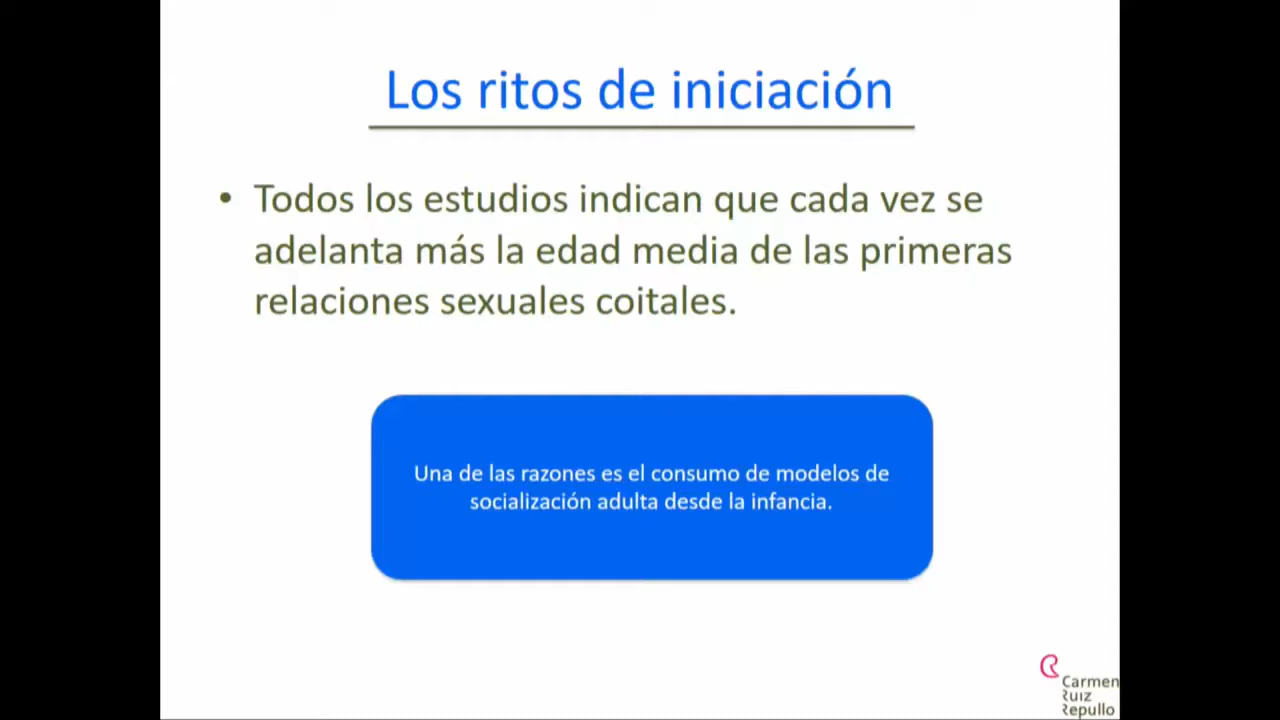 Los ritos de iniciación
• Todos los estudios indican que cada vez se
adelanta más la edad media de las primeras
relaciones sexuales coitales.
Una de las razones es el consumo de modelos de
socialización adulta desde la infancia.
Carmen
Ruiz
Repullo